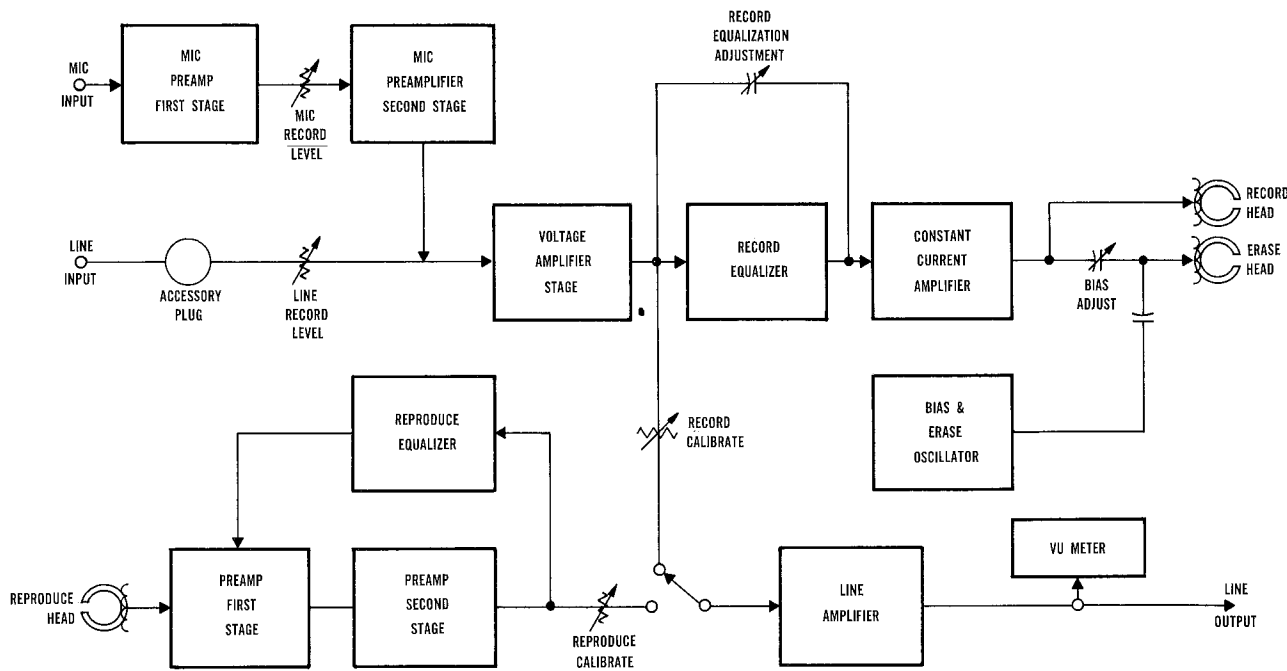 MIC
INPUT
MIC
PREAMP
FIRST STAGE
MIC
RECORD
LEVEL
MIC
PREAMPLIFIER
SECOND STAGE
RECORD
EQUALIZATION
ADJUSTMENT
LINE
INPUT
ACCESSORY
PLUG
LINE
RECORD
LEVEL
VOLTAGE
AMPLIFIER
STAGE
RECORD
EQUALIZER
CONSTANT
CURRENT
AMPLIFIER
RECORD
HEAD
ERASE
HEAD
BIAS
ADJUST
REPRODUCE
EQUALIZER
RECORD
CALIBRATE
BIAS &
ERASE
OSCILLATOR
REPRODUCE
HEAD
PREAMP
FIRST
STAGE
PREAMP
SECOND
STAGE
REPRODUCE
CALIBRATE
LINE
AMPLIFIER
VU METER
LINE
OUTPUT